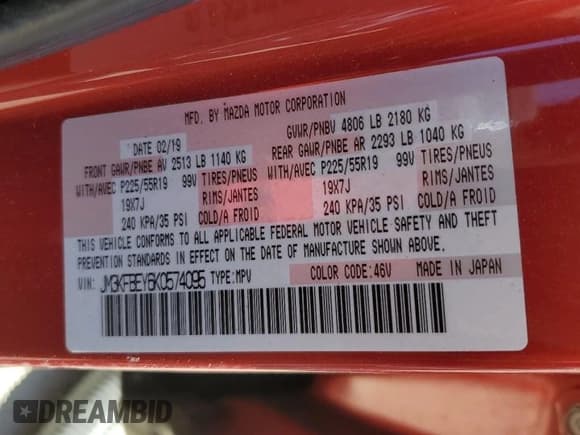 MFD. BY MAZDA MOTOR CORPORATION
DATE 02/19 GVWR/PNBV 4806 LB 2180 KG
FRONT GAWR/PNBE AV 2513 LB 1140 KG REAR GAWR/PNBE AR 2293 LB 1040 KG
WITH/AVEC P225/55R19 99V TIRES/PNEUS WITH/AVEC P225/55R19 99V TIRES/PNEUS
19X7J RIMS/JANTES 19X7J RIMS/JANTES
240 KPA/35 PSI COLD/A FROID 240 KPA/35 PSI COLD/A FROID
THIS VEHICLE CONFORMS TO ALL APPLICABLE FEDERAL MOTOR VEHICLE SAFETY AND THEFT
PREVENTION STANDARDS IN EFFECT ON THE DATE OF MANUFACTURE SHOWN ABOVE.
VIN: JM3KFBEY6K0574095 TYPE:MPV COLOR CODE:46V MADE IN JAPAN
DREAMBID